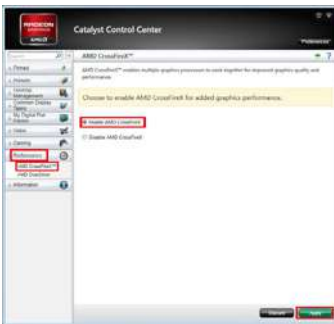 RADEON
GRAPHICS
AMD
Catalyst Control Center
Preferences
AMD CrossFireX™
AMD CrossFireX™ enables multiple graphics processors to be used together for improved graphics quality and
performance.
Choose to enable AMD CrossFireX for added graphics performance.
Enable AMD CrossFireX
Disable AMD CrossFireX
Pinned
Presets
Desktop
Management
Common Display
Tasks
My Digital Flat
Panels
Video
Gaming
Performance
AMD CrossFireX™
AMD OverDrive
Information
Discard
Apply